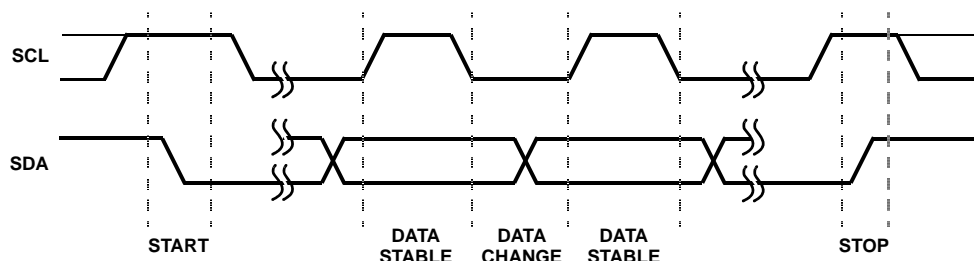 SCL
SDA
START
DATA
STABLE
DATA
CHANGE
DATA
STABLE
STOP